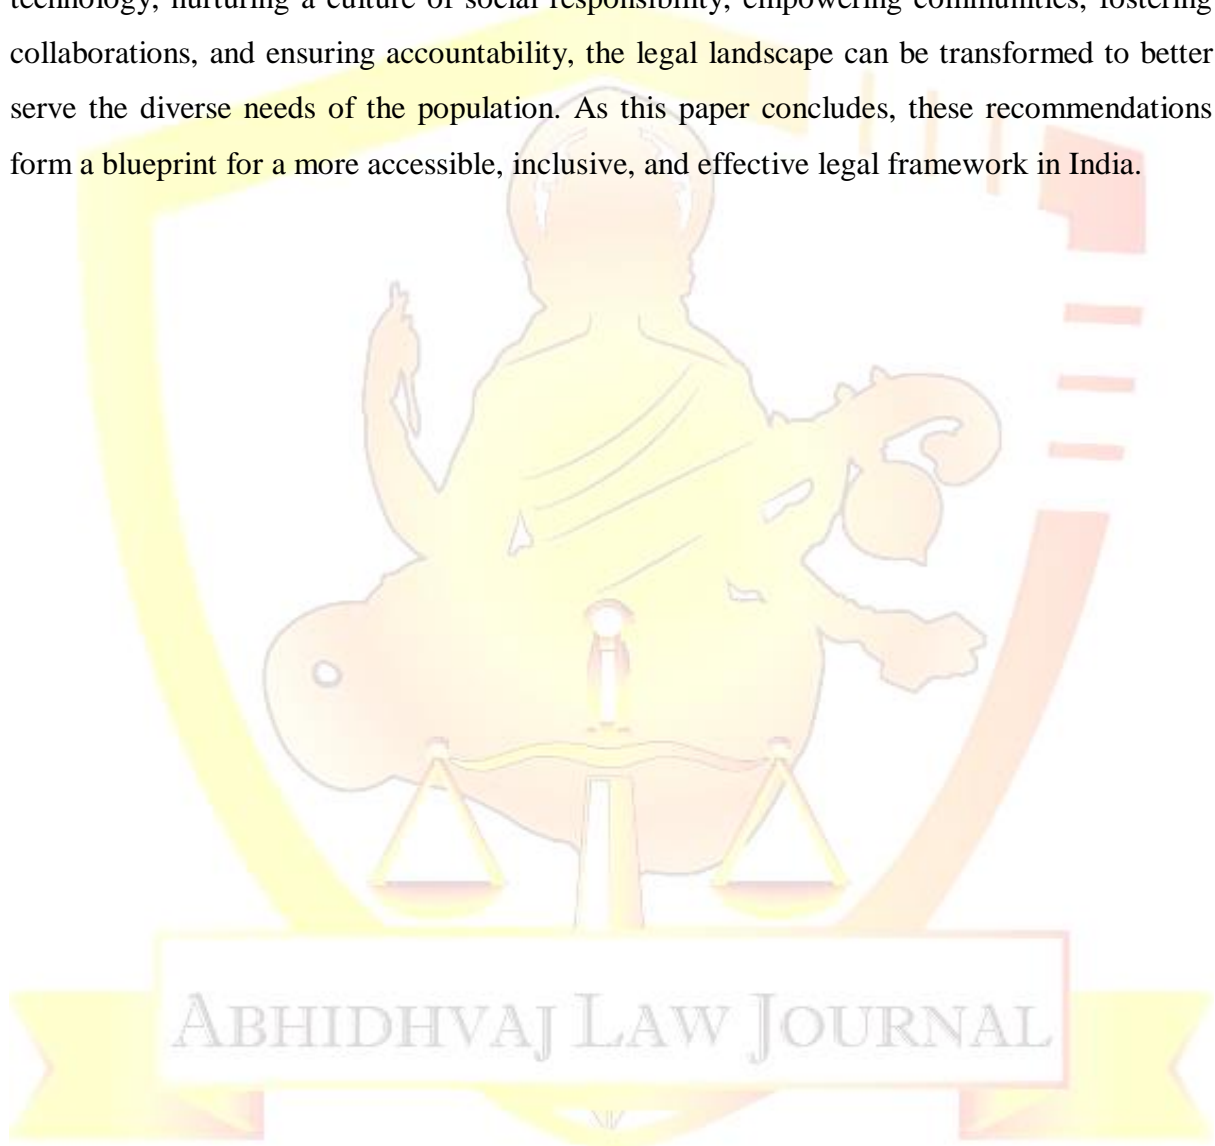 technology, nurturing a culture of social responsibility, empowering communities, fostering
collaborations, and ensuring accountability, the legal landscape can be transformed to better
serve the diverse needs of the population. As this paper concludes, these recommendations
form a blueprint for a more accessible, inclusive, and effective legal framework in India.
ABHIDHVAJ LAW JOURNAL